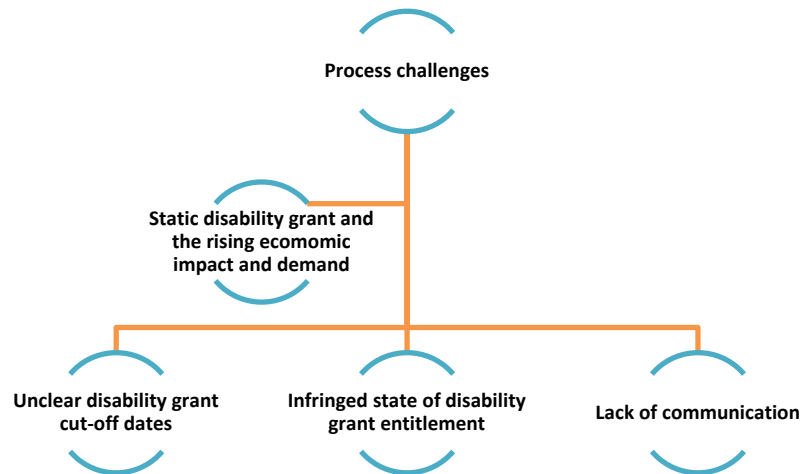 Process challenges
Static disability grant and
the rising ecomomic
impact and demand
Unclear disability grant
cut-off dates
Infringed state of disability
grant entitlement
Lack of communication